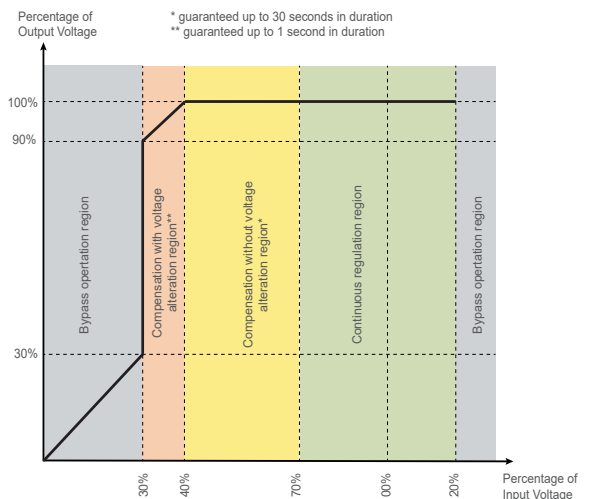 Percentage of
Output Voltage
* guaranteed up to 30 seconds in duration
** guaranteed up to 1 second in duration
100%
90%
30%
Bypass opertation region
Compensation with voltage
alteration region**
Compensation without voltage
alteration region*
Continuous regulation region
Bypass opertation region
30%
40%
70%
00%
20%
Percentage of
Input Voltage